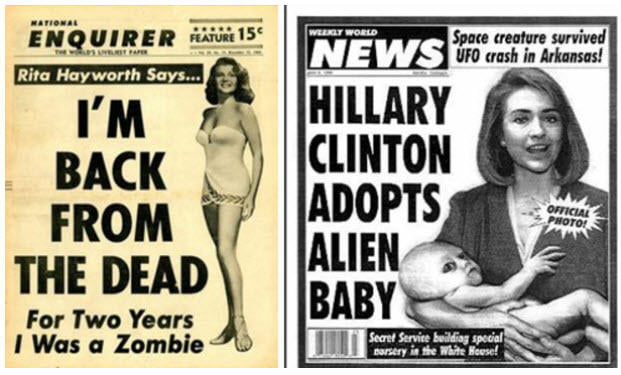 NATIONAL
ENQUIRER
THE WORLD'S LIVELIEST PAPER
FEATURE 15¢
Rita Hayworth Says...
I'M
BACK
FROM
THE DEAD
For Two Years
I Was a Zombie
WEEKLY WORLD
NEWS
Space creature survived
UFO crash in Arkansas!
HILLARY
CLINTON
ADOPTS
ALIEN
BABY
OFFICIAL
PHOTO!
Secret Service building special
nursery in the White House!